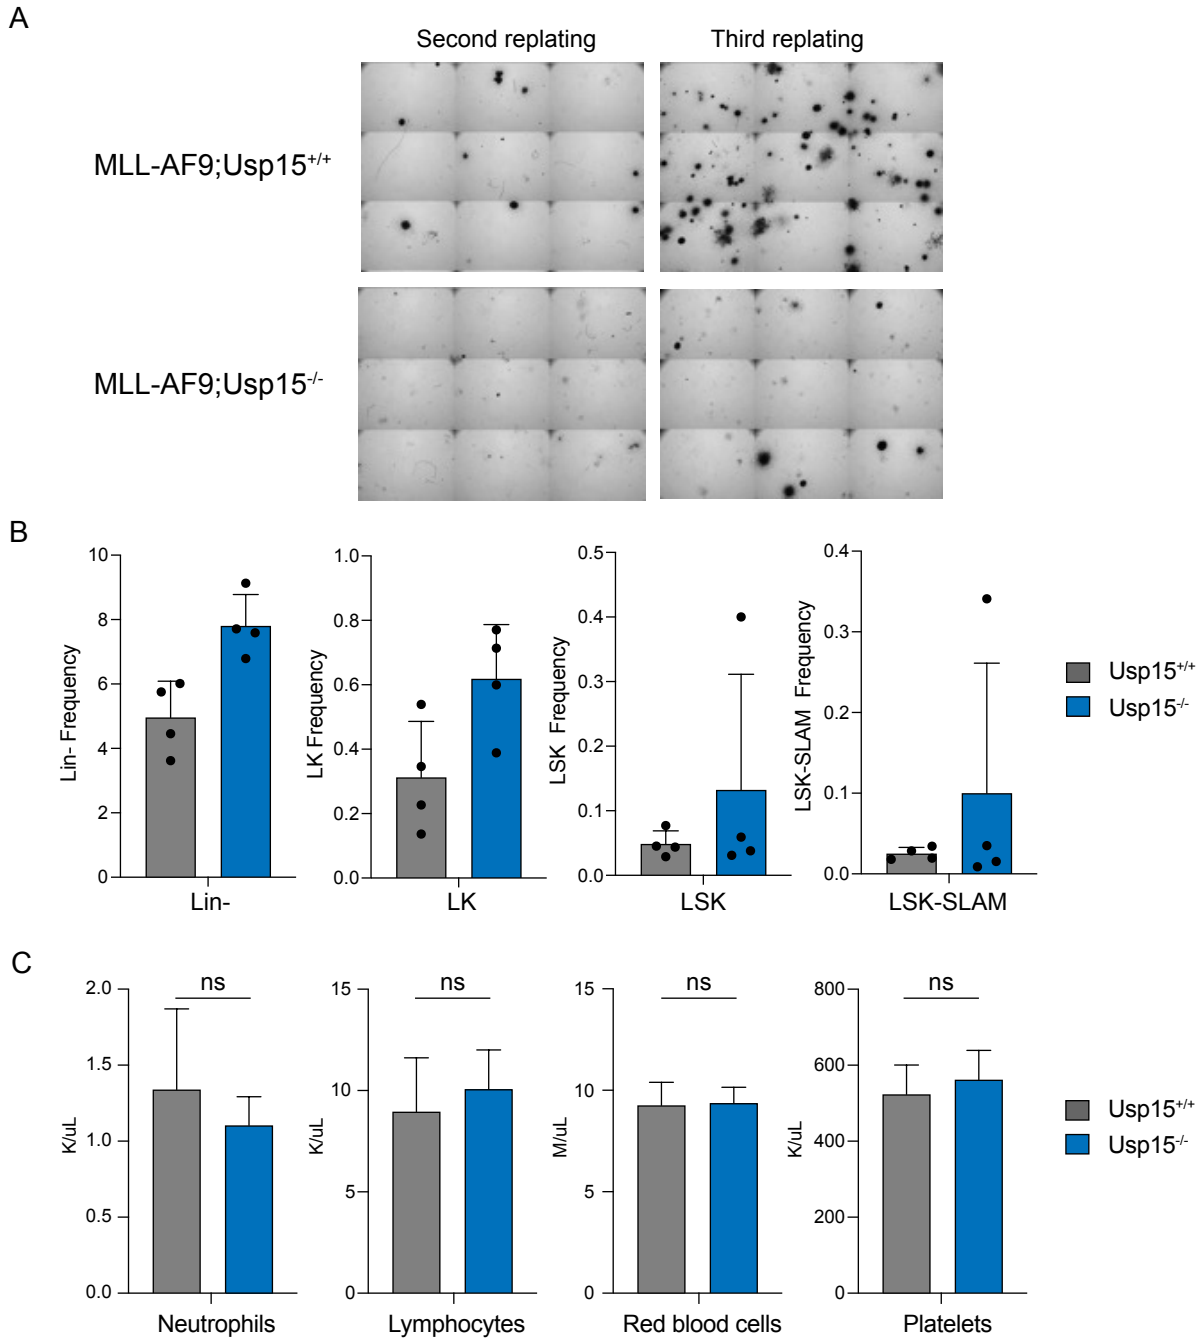 A
Second replating
Third replating
MLL-AF9;Usp15+/+
MLL-AF9;Usp15-/-
B
Lin- Frequency
10
8
6
4
2
0
Lin-
LK Frequency
1.0
0.8
0.6
0.4
0.2
0.0
LK
LSK Frequency
0.5
0.4
0.3
0.2
0.1
0.0
LSK
LSK-SLAM Frequency
0.4
0.3
0.2
0.1
0.0
LSK-SLAM
Usp15+/+
Usp15-/-
C
K/uL
2.0
1.5
1.0
0.5
0.0
ns
Neutrophils
K/uL
15
10
5
0
ns
Lymphocytes
M/uL
15
10
5
0
ns
Red blood cells
K/uL
800
600
400
200
0
ns
Platelets
Usp15+/+
Usp15-/-